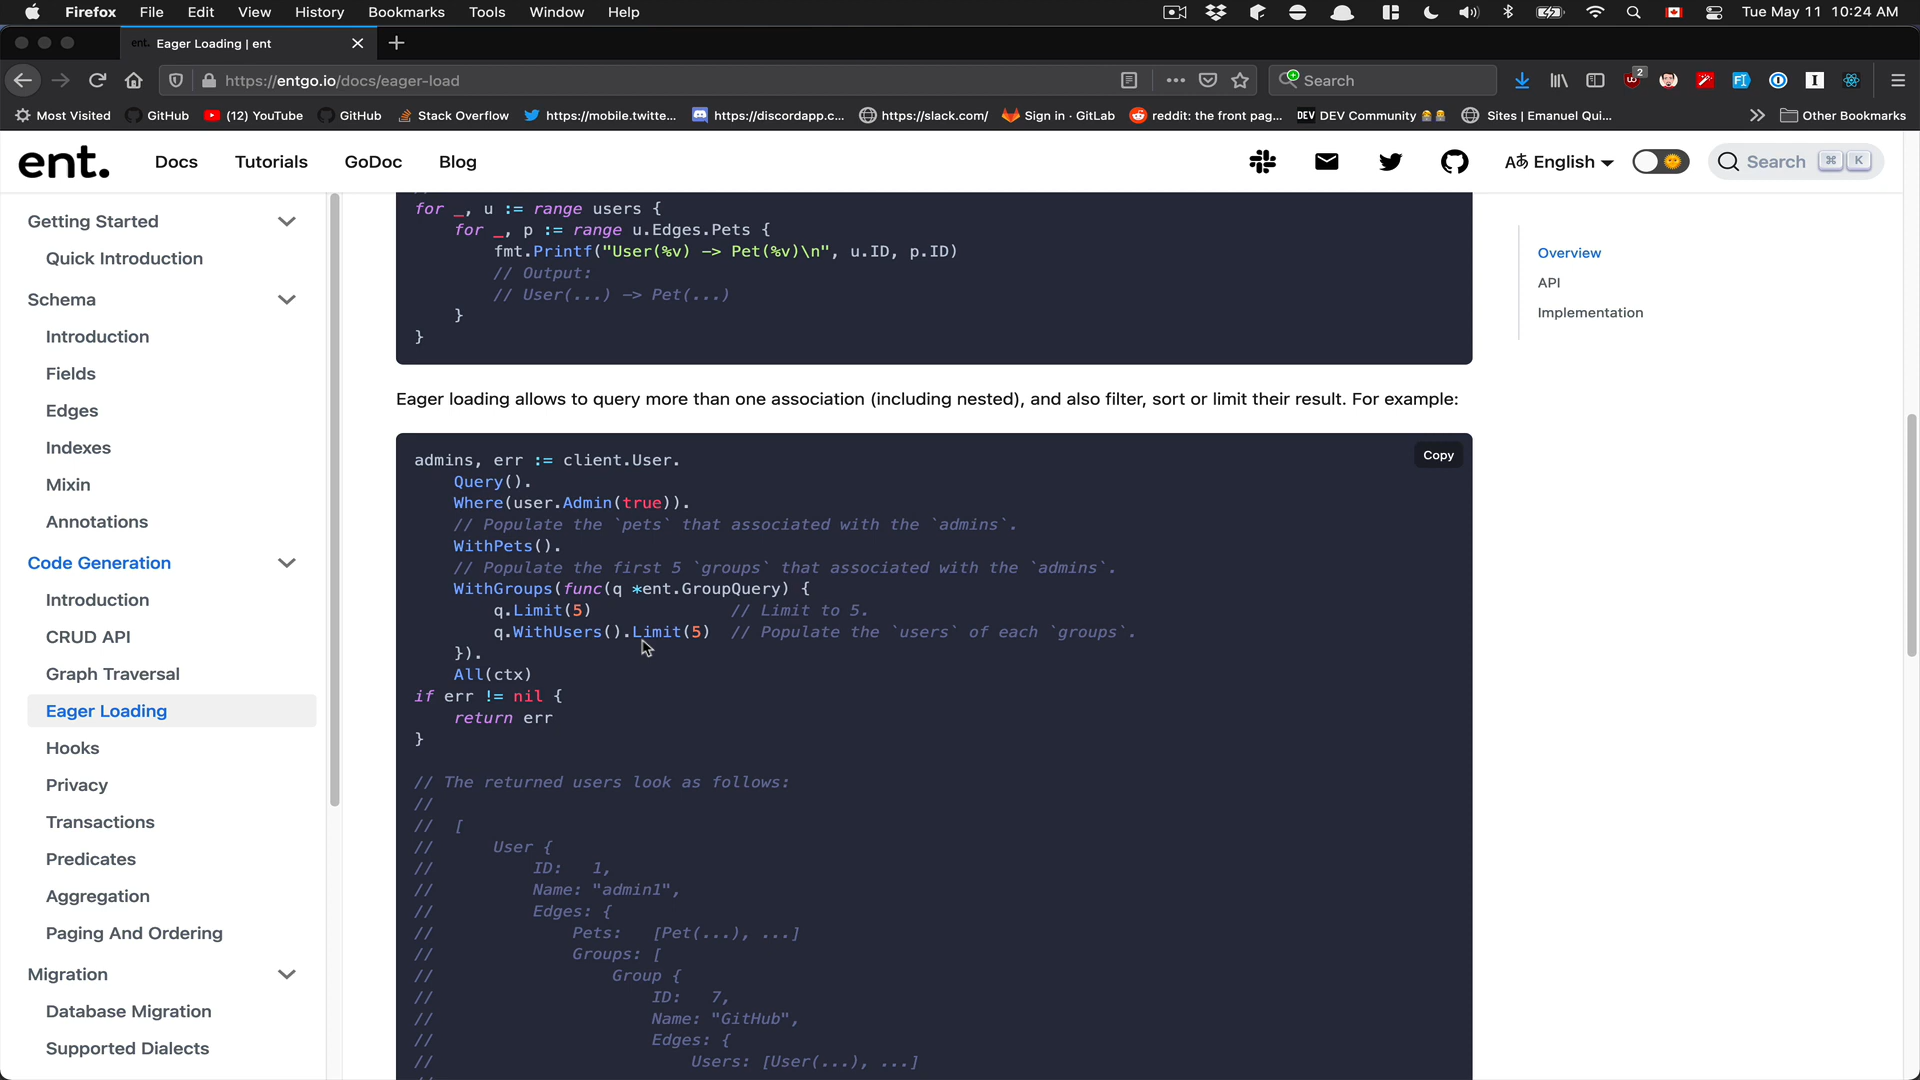 Firefox File Edit View History Bookmarks Tools Window Help
Tue May 11 10:24 AM
ent. Eager Loading | ent
https://entgo.io/docs/eager-load
Search
2
Most Visited
GitHub
(12) YouTube
GitHub
Stack Overflow
https://mobile.twitte...
https://discordapp.c...
https://slack.com/
Sign in · GitLab
reddit: the front pag...
DEV DEV Community
Sites | Emanuel Qui...
Other Bookmarks
ent.
Docs
Tutorials
GoDoc
Blog
English
Search ⌘ K
Getting Started
Quick Introduction
Schema
Introduction
Fields
Edges
Indexes
Mixin
Annotations
Code Generation
Introduction
CRUD API
Graph Traversal
Eager Loading
Hooks
Privacy
Transactions
Predicates
Aggregation
Paging And Ordering
Migration
Database Migration
Supported Dialects
for _, u := range users {
for _, p := range u.Edges.Pets {
fmt.Printf("User(%v) -> Pet(%v)\n", u.ID, p.ID)
// Output:
// User(...) -> Pet(...)
}
}
Eager loading allows to query more than one association (including nested), and also filter, sort or limit their result. For example:
Copy
admins, err := client.User.
Query().
Where(user.Admin(true)).
// Populate the `pets` that associated with the `admins`.
WithPets().
// Populate the first 5 `groups` that associated with the `admins`.
WithGroups(func(q *ent.GroupQuery) {
q.Limit(5) // Limit to 5.
q.WithUsers().Limit(5) // Populate the `users` of each `groups`.
}).
All(ctx)
if err != nil {
return err
}
// The returned users look as follows:
//
// [
// User {
// ID: 1,
// Name: "admin1",
// Edges: {
// Pets: [Pet(...), ...]
// Groups: [
// Group {
// ID: 7,
// Name: "GitHub",
// Edges: {
// Users: [User(...), ...]
Overview
API
Implementation